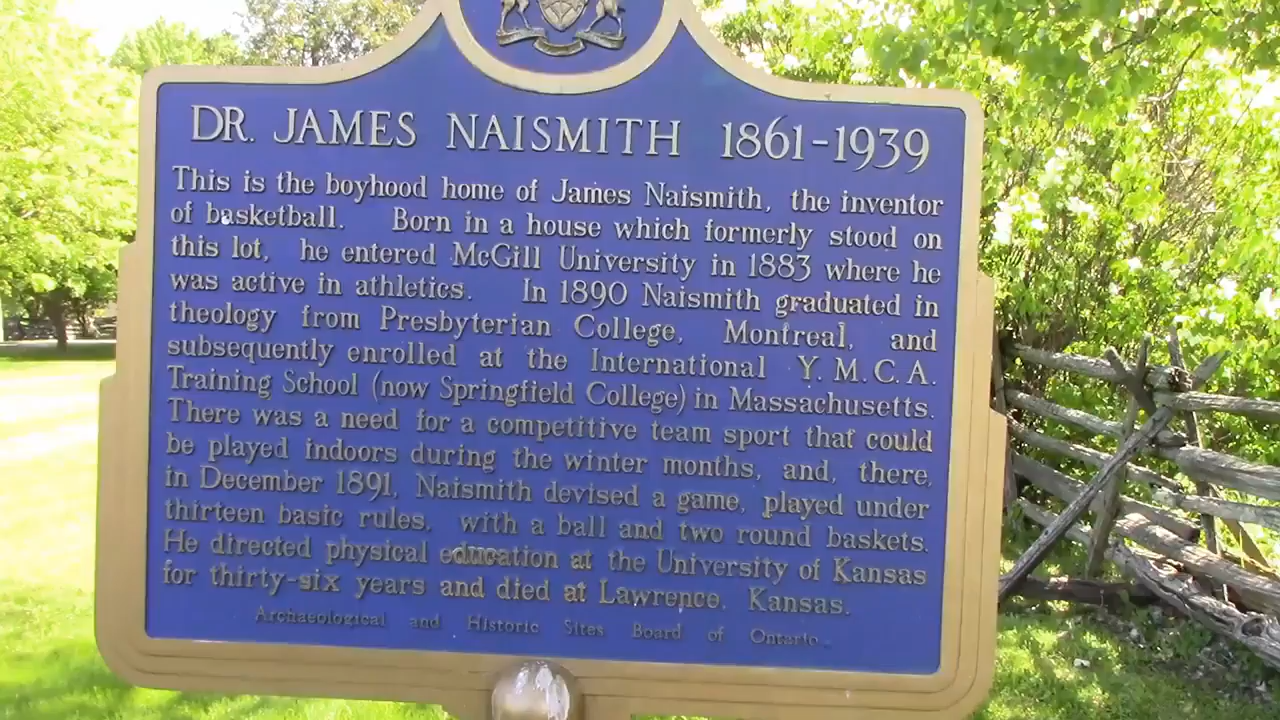 DR. JAMES NAISMITH 1861-1939
This is the boyhood home of James Naismith, the inventor
of basketball. Born in a house which formerly stood on
this lot, he entered McGill University in 1883 where he
was active in athletics. In 1890 Naismith graduated in
theology from Presbyterian College, Montreal, and
subsequently enrolled at the International Y.M.C.A.
Training School (now Springfield College) in Massachusetts.
There was a need for a competitive team sport that could
be played indoors during the winter months, and, there,
in December 1891, Naismith devised a game, played under
thirteen basic rules, with a ball and two round baskets.
He directed physical education at the University of Kansas
for thirty-six years and died at Lawrence, Kansas.
Archaeological and Historic Sites Board of Ontario.